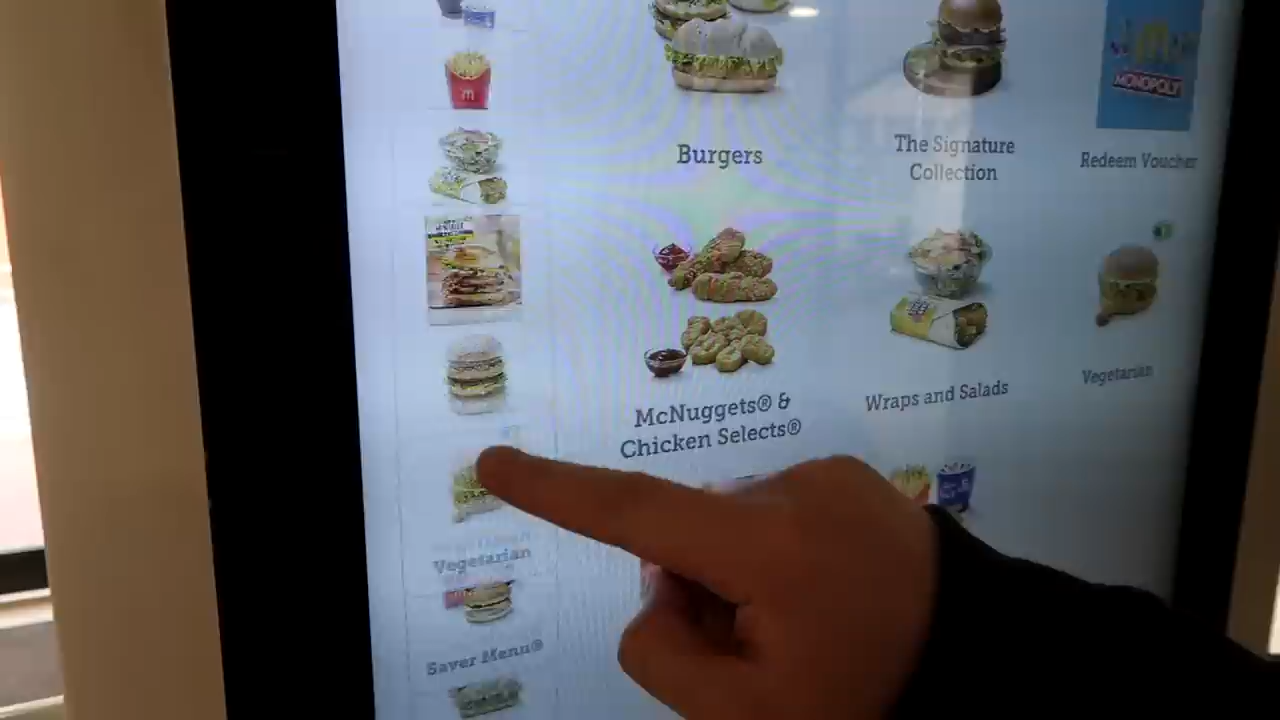 MONOPOLY
Burgers
The Signature
Collection
Redeem Voucher
McNuggets® &
Chicken Selects®
Wraps and Salads
Vegetarian
Vegetarian
Saver Menu®